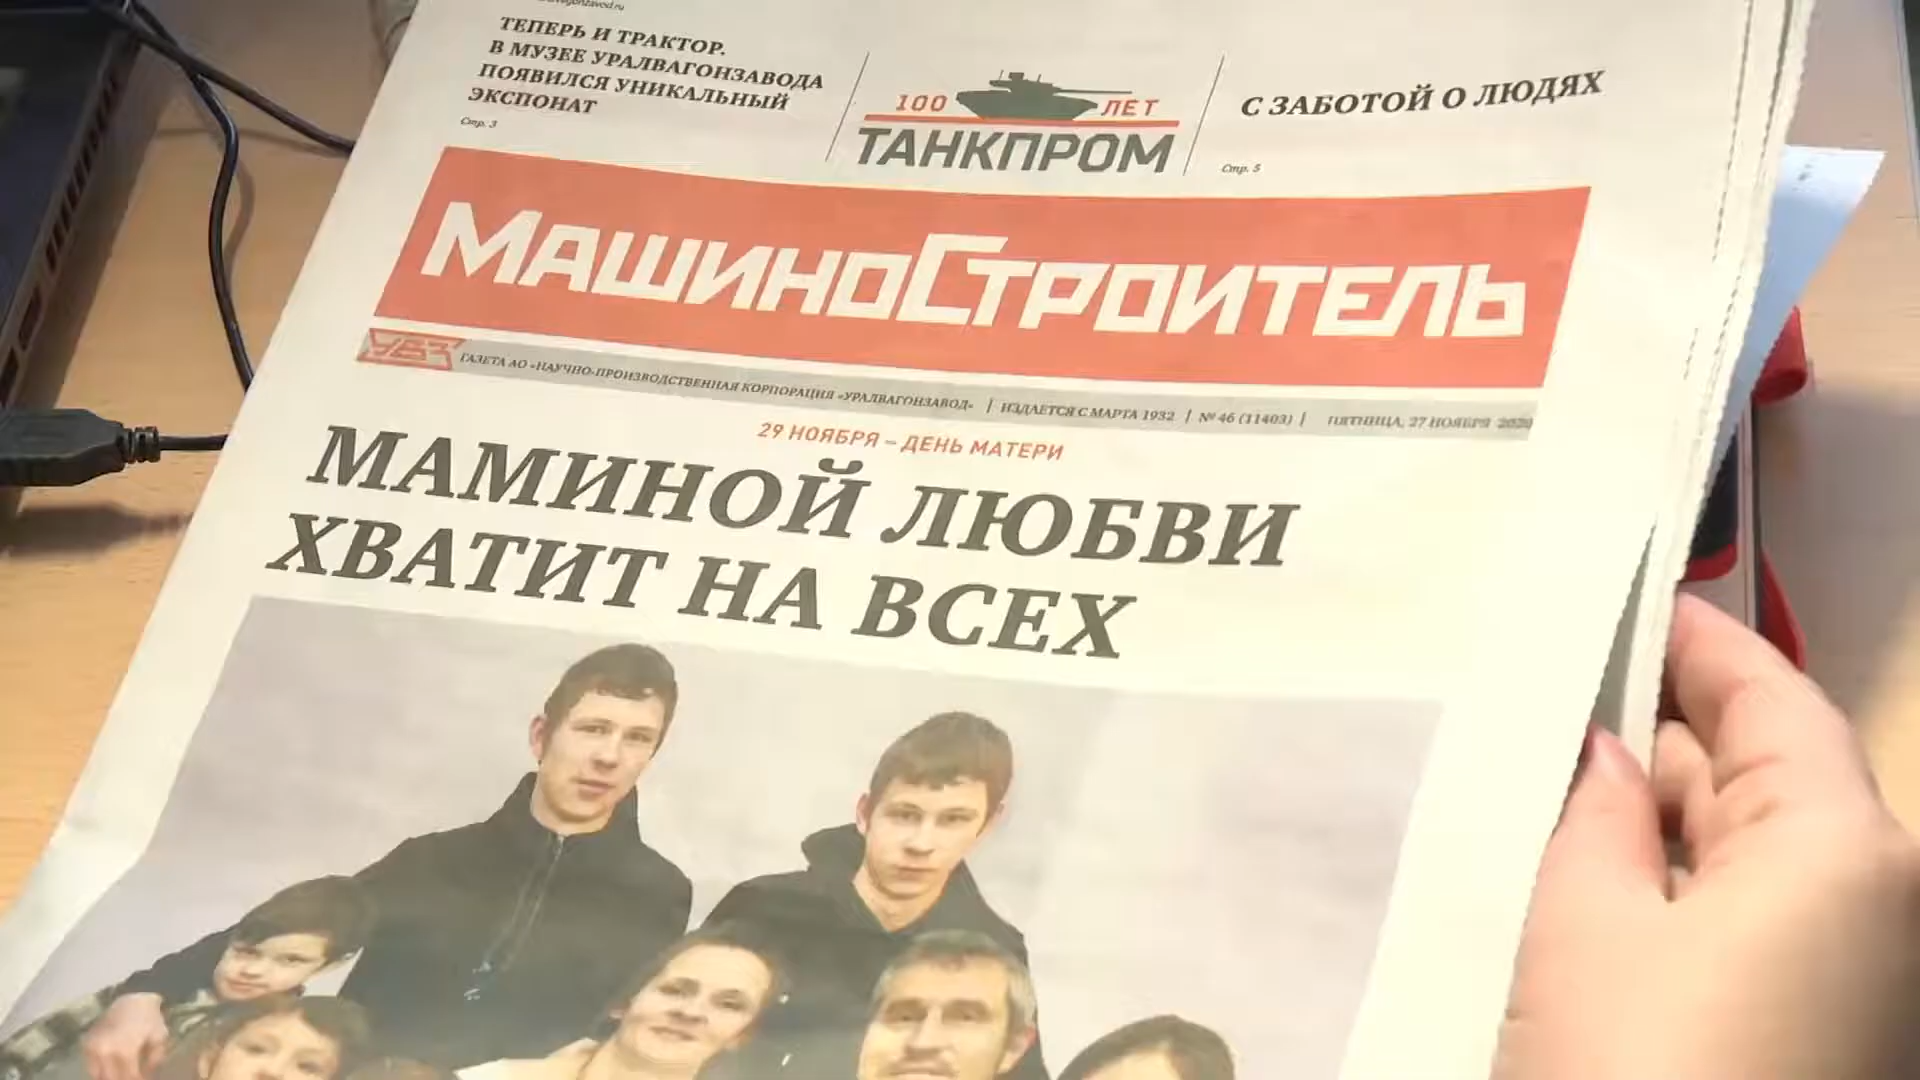 ТЕПЕРЬ И ТРАКТОР.
В МУЗЕЕ УРАЛВАГОНЗАВОДА
ПОЯВИЛСЯ УНИКАЛЬНЫЙ
ЭКСПОНАТ
Стр. 3
100 ЛЕТ
ТАНКПРОМ
С ЗАБОТОЙ О ЛЮДЯХ
Стр. 5
МАШИНОСТРОИТЕЛЬ
УВЗ
ГАЗЕТА АО «НАУЧНО-ПРОИЗВОДСТВЕННАЯ КОРПОРАЦИЯ «УРАЛВАГОНЗАВОД» | ИЗДАЕТСЯ С МАРТА 1932 | № 46 (11403) | ПЯТНИЦА, 27 НОЯБРЯ 2020
29 НОЯБРЯ – ДЕНЬ МАТЕРИ
МАМИНОЙ ЛЮБВИ
ХВАТИТ НА ВСЕХ